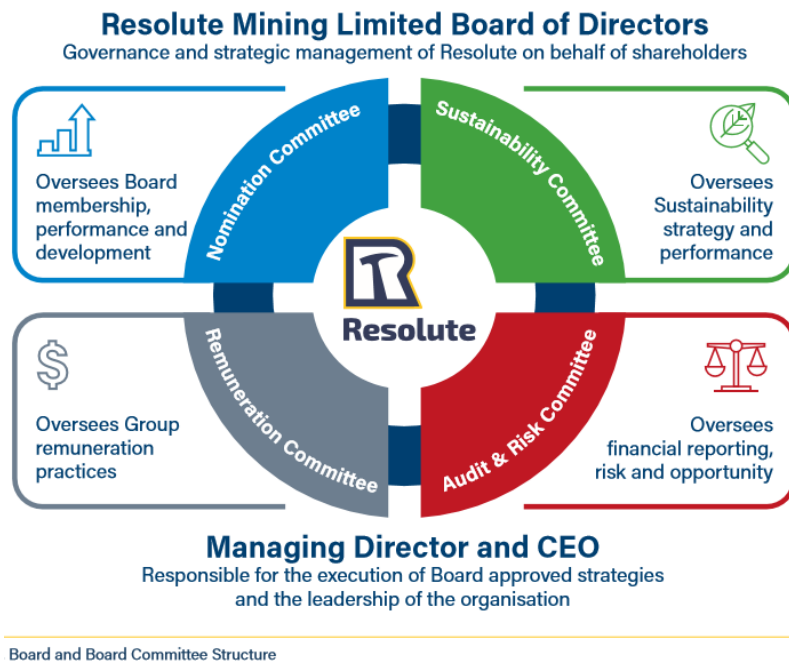 Resolute Mining Limited Board of Directors
Governance and strategic management of Resolute on behalf of shareholders
Nomination Committee
Oversees Board
membership,
performance and
development
Sustainability Committee
Oversees
Sustainability
strategy and
performance
Resolute
Remuneration Committee
Oversees Group
remuneration
practices
Audit & Risk Committee
Oversees
financial reporting,
risk and opportunity
Managing Director and CEO
Responsible for the execution of Board approved strategies
and the leadership of the organisation
Board and Board Committee Structure